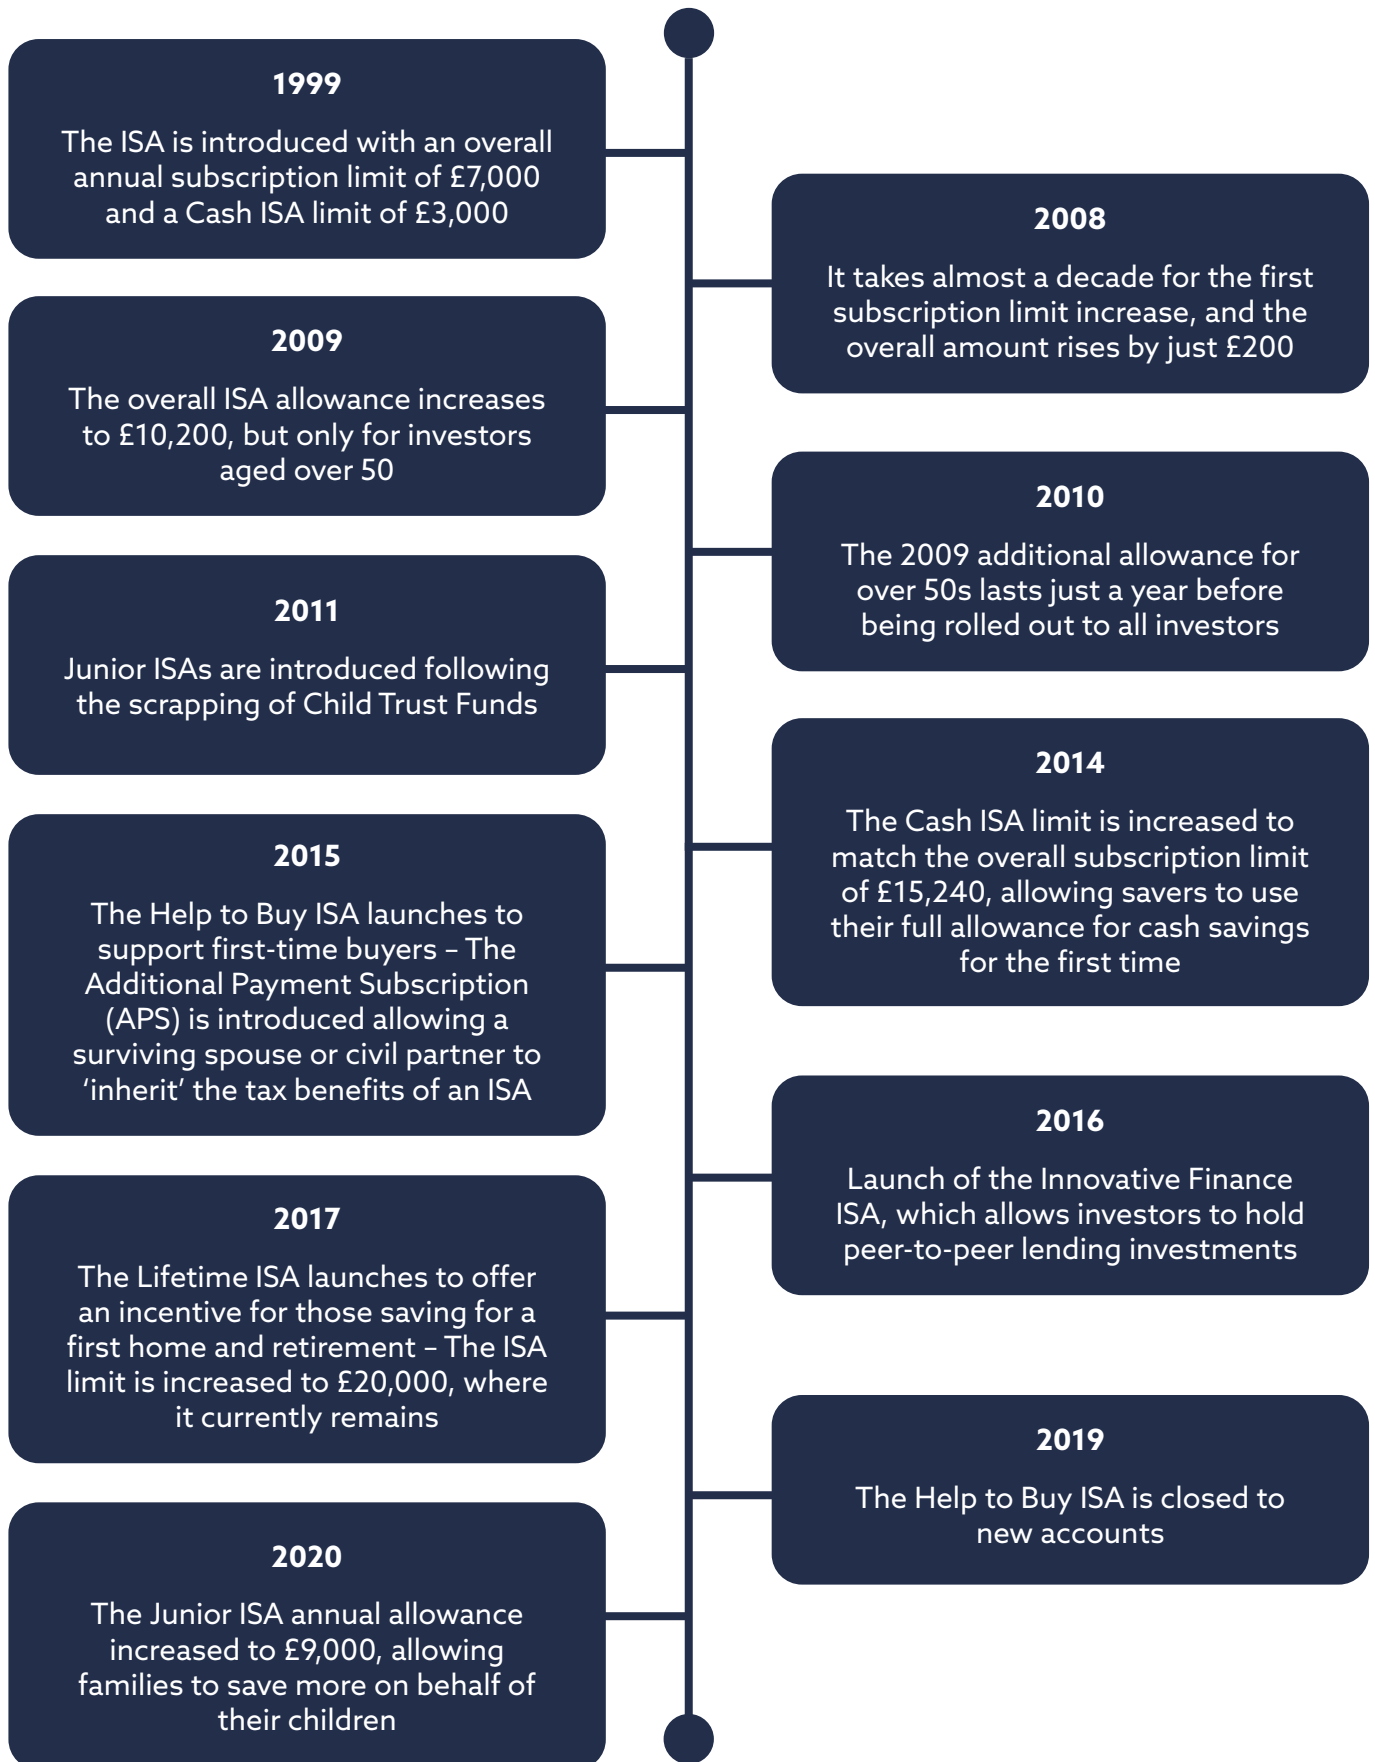 1999
The ISA is introduced with an overall
annual subscription limit of £7,000
and a Cash ISA limit of £3,000
2008
It takes almost a decade for the first
subscription limit increase, and the
overall amount rises by just £200
2009
The overall ISA allowance increases
to £10,200, but only for investors
aged over 50
2010
The 2009 additional allowance for
over 50s lasts just a year before
being rolled out to all investors
2011
Junior ISAs are introduced following
the scrapping of Child Trust Funds
2014
The Cash ISA limit is increased to
match the overall subscription limit
of £15,240, allowing savers to use
their full allowance for cash savings
for the first time
2015
The Help to Buy ISA launches to
support first-time buyers – The
Additional Payment Subscription
(APS) is introduced allowing a
surviving spouse or civil partner to
‘inherit’ the tax benefits of an ISA
2016
Launch of the Innovative Finance
ISA, which allows investors to hold
peer-to-peer lending investments
2017
The Lifetime ISA launches to offer
an incentive for those saving for a
first home and retirement – The ISA
limit is increased to £20,000, where
it currently remains
2019
The Help to Buy ISA is closed to
new accounts
2020
The Junior ISA annual allowance
increased to £9,000, allowing
families to save more on behalf of
their children